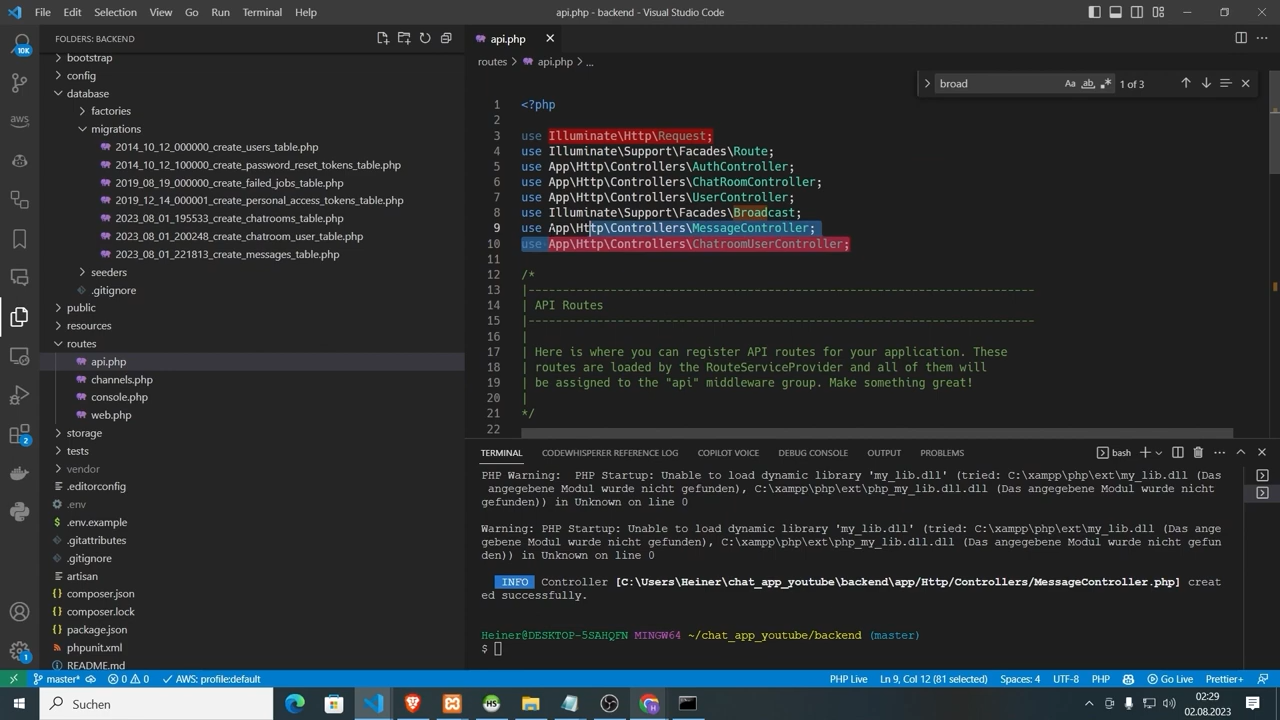 File Edit Selection View Go Run Terminal Help
api.php - backend - Visual Studio Code
FOLDERS: BACKEND
bootstrap
config
database
factories
migrations
2014_10_12_000000_create_users_table.php
2014_10_12_100000_create_password_reset_tokens_table.php
2019_08_19_000000_create_failed_jobs_table.php
2019_12_14_000001_create_personal_access_tokens_table.php
2023_08_01_195533_create_chatrooms_table.php
2023_08_01_200248_create_chatroom_user_table.php
2023_08_01_221813_create_messages_table.php
seeders
.gitignore
public
resources
routes
api.php
channels.php
console.php
web.php
storage
tests
vendor
.editorconfig
.env
.env.example
.gitattributes
.gitignore
artisan
composer.json
composer.lock
package.json
phpunit.xml
README.md
10K
aws
2
1
api.php
routes > api.php > ...
broad Aa ab 1 of 3
1 <?php
2
3 use Illuminate\Http\Request;
4 use Illuminate\Support\Facades\Route;
5 use App\Http\Controllers\AuthController;
6 use App\Http\Controllers\ChatRoomController;
7 use App\Http\Controllers\UserController;
8 use Illuminate\Support\Facades\Broadcast;
9 use App\Http\Controllers\MessageController;
10 use App\Http\Controllers\ChatroomUserController;
11
12 /*
13 |--------------------------------------------------------------------------
14 | API Routes
15 |--------------------------------------------------------------------------
16 |
17 | Here is where you can register API routes for your application. These
18 | routes are loaded by the RouteServiceProvider and all of them will
19 | be assigned to the "api" middleware group. Make something great!
20 |
21 */
22
TERMINAL CODEWHISPERER REFERENCE LOG COPILOT VOICE DEBUG CONSOLE OUTPUT PROBLEMS
bash
PHP Warning:  PHP Startup: Unable to load dynamic library 'my_lib.dll' (tried: C:\xampp\php\ext\my_lib.dll (Das
angegebene Modul wurde nicht gefunden), C:\xampp\php\ext\php_my_lib.dll.dll (Das angegebene Modul wurde nicht
gefunden)) in Unknown on line 0
Warning: PHP Startup: Unable to load dynamic library 'my_lib.dll' (tried: C:\xampp\php\ext\my_lib.dll (Das ange
gebene Modul wurde nicht gefunden), C:\xampp\php\ext\php_my_lib.dll.dll (Das angegebene Modul wurde nicht gefun
den)) in Unknown on line 0
INFO Controller [C:\Users\Heiner\chat_app_youtube\backend\app/Http/Controllers/MessageController.php] creat
ed successfully.
Heiner@DESKTOP-5SAHQFN MINGW64 ~/chat_app_youtube/backend (master)
$
master* 0 0 AWS: profile:default
PHP Live Ln 9, Col 12 (81 selected) Spaces: 4 UTF-8 PHP Go Live Prettier+
Suchen
HS
02:29
02.08.2023